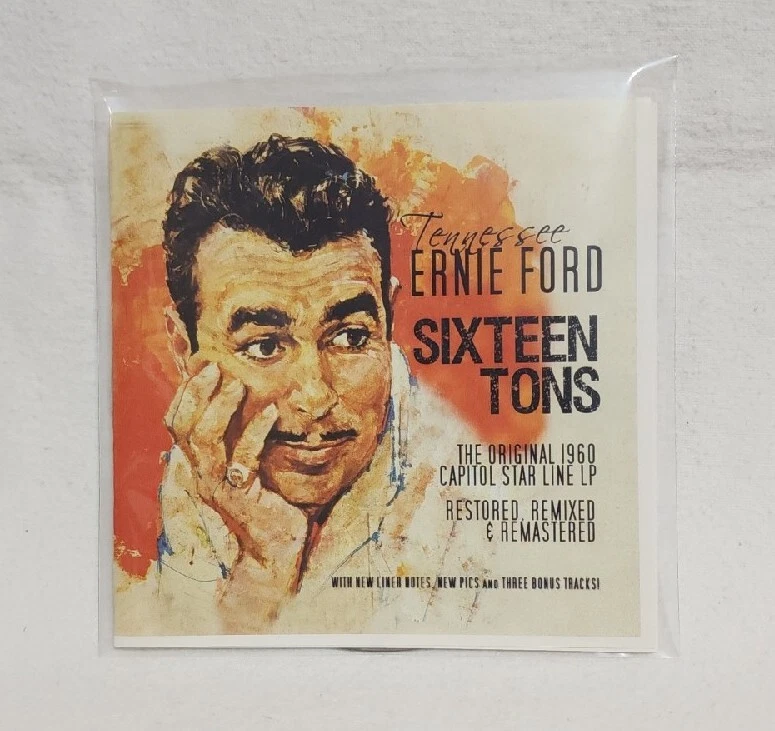 Tennessee
ERNIE FORD
SIXTEEN
TONS
THE ORIGINAL 1960
CAPITOL STAR LINE LP
RESTORED, REMIXED
& REMASTERED
WITH NEW LINER NOTES, NEW PICS AND THREE BONUS TRACKS!